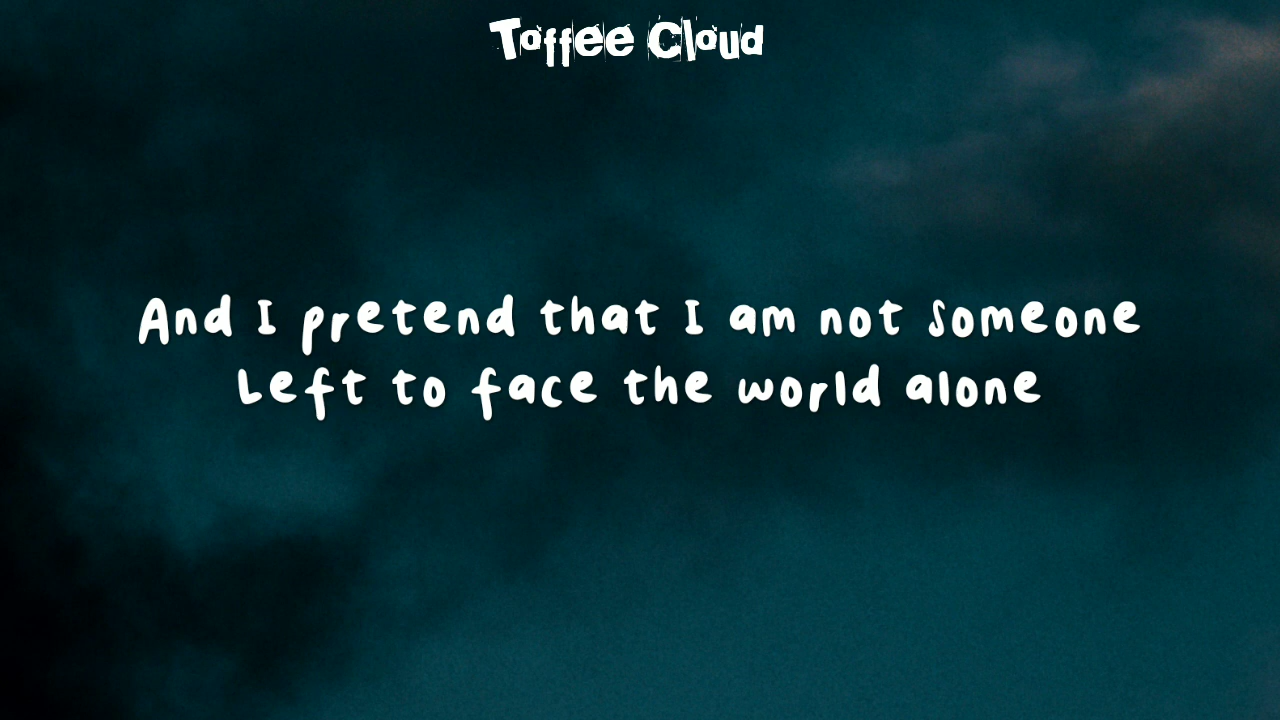 Toffee Cloud
And I pretend that I am not someone
Left to face the world alone